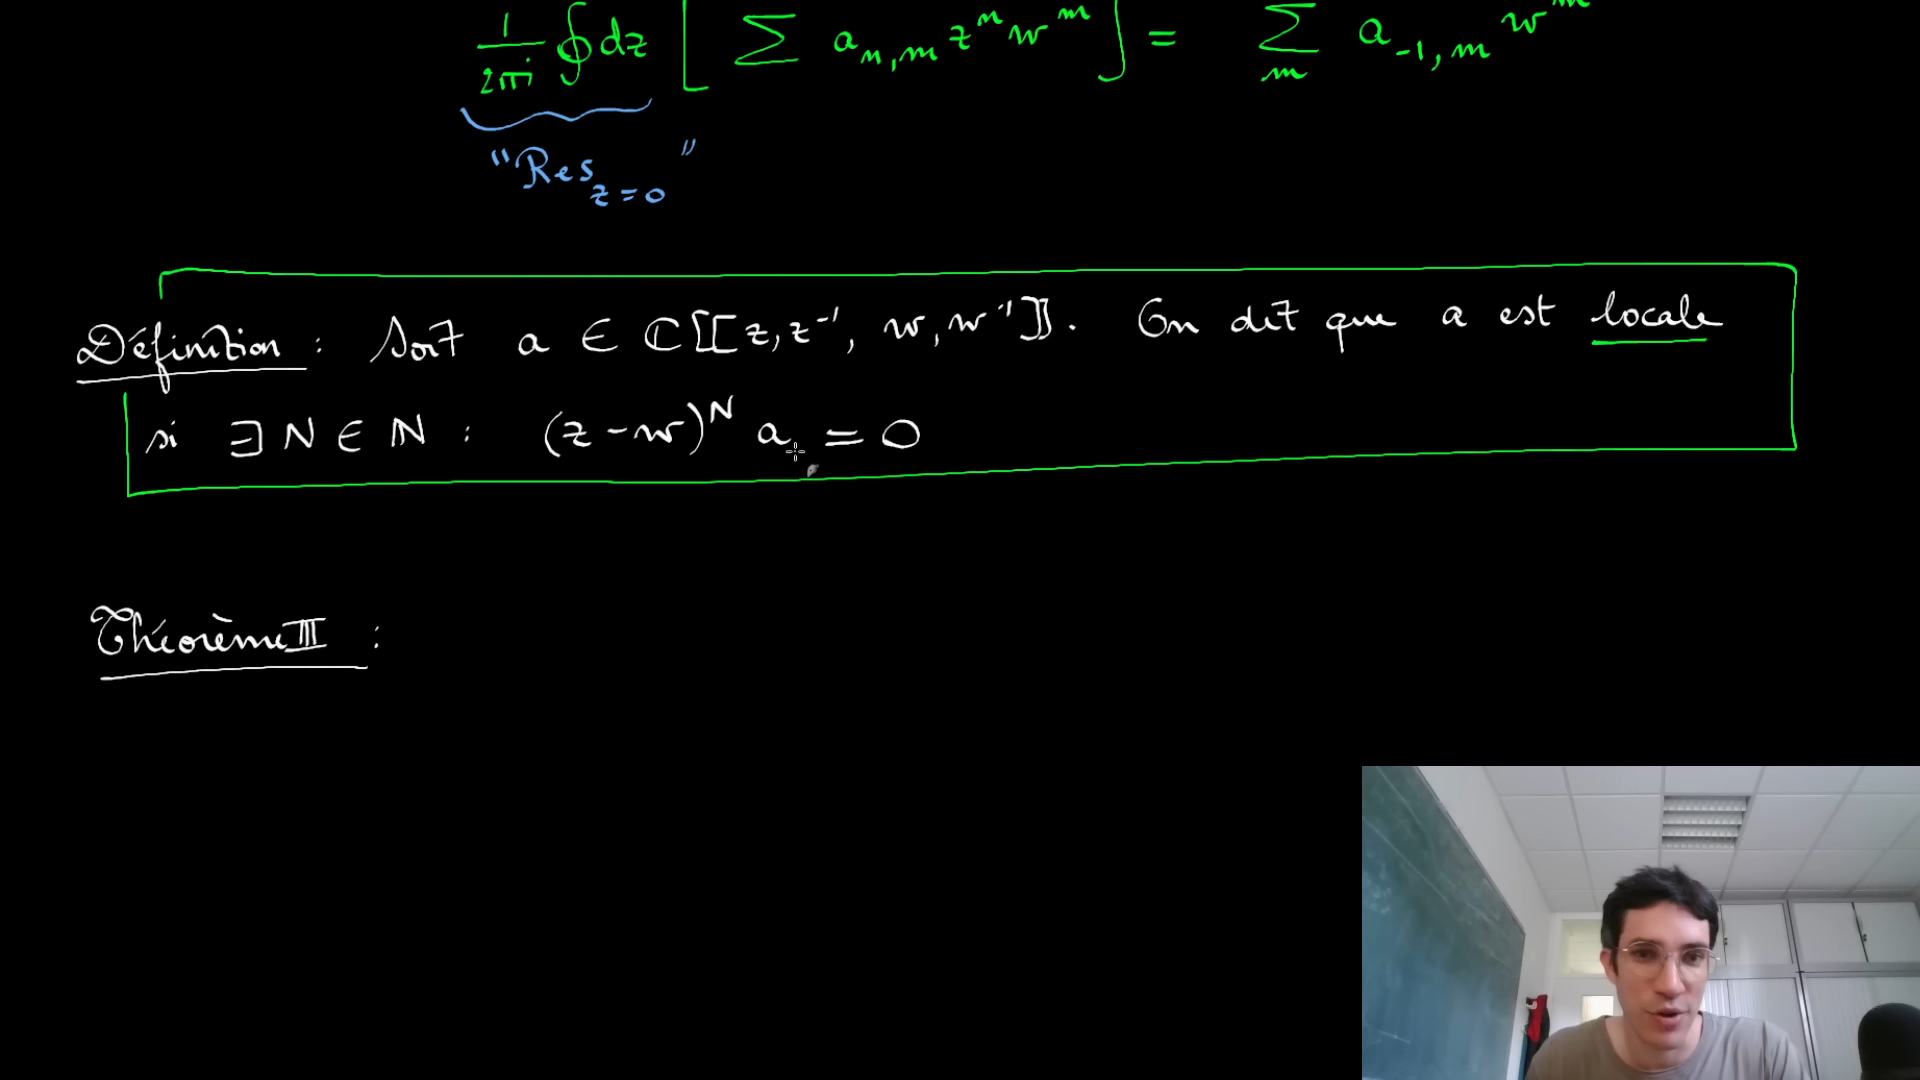 1/2πi ∮dz [ ∑ a_{n,m} z^n w^m ] = ∑_m a_{-1,m} w^m
"Res_{z=0}"
Définition : Soit a ∈ ℂ[[z, z⁻¹, w, w⁻¹]]. On dit que a est locale
si ∃ N ∈ ℕ : (z-w)^N a = 0
Théorème III :